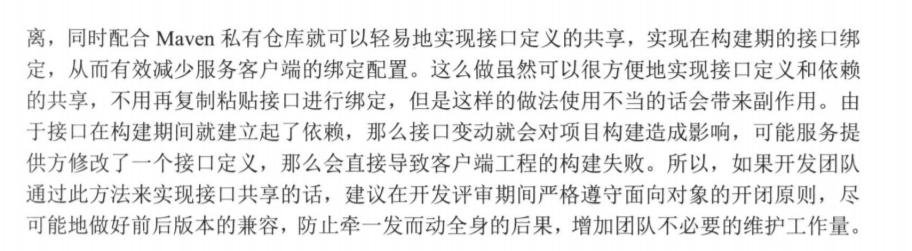 离，同时配合 Maven 私有仓库就可以轻易地实现接口定义的共享，实现在构建期的接口绑
定，从而有效减少服务客户端的绑定配置。这么做虽然可以很方便地实现接口定义和依赖
的共享，不用再复制粘贴接口进行绑定，但是这样的做法使用不当的话会带来副作用。由
于接口在构建期间就建立起了依赖，那么接口变动就会对项目构建造成影响，可能服务提
供方修改了一个接口定义，那么会直接导致客户端工程的构建失败。所以，如果开发团队
通过此方法来实现接口共享的话，建议在开发评审期间严格遵守面向对象的开闭原则，尽
可能地做好前后版本的兼容，防止牵一发而动全身的后果，增加团队不必要的维护工作量。